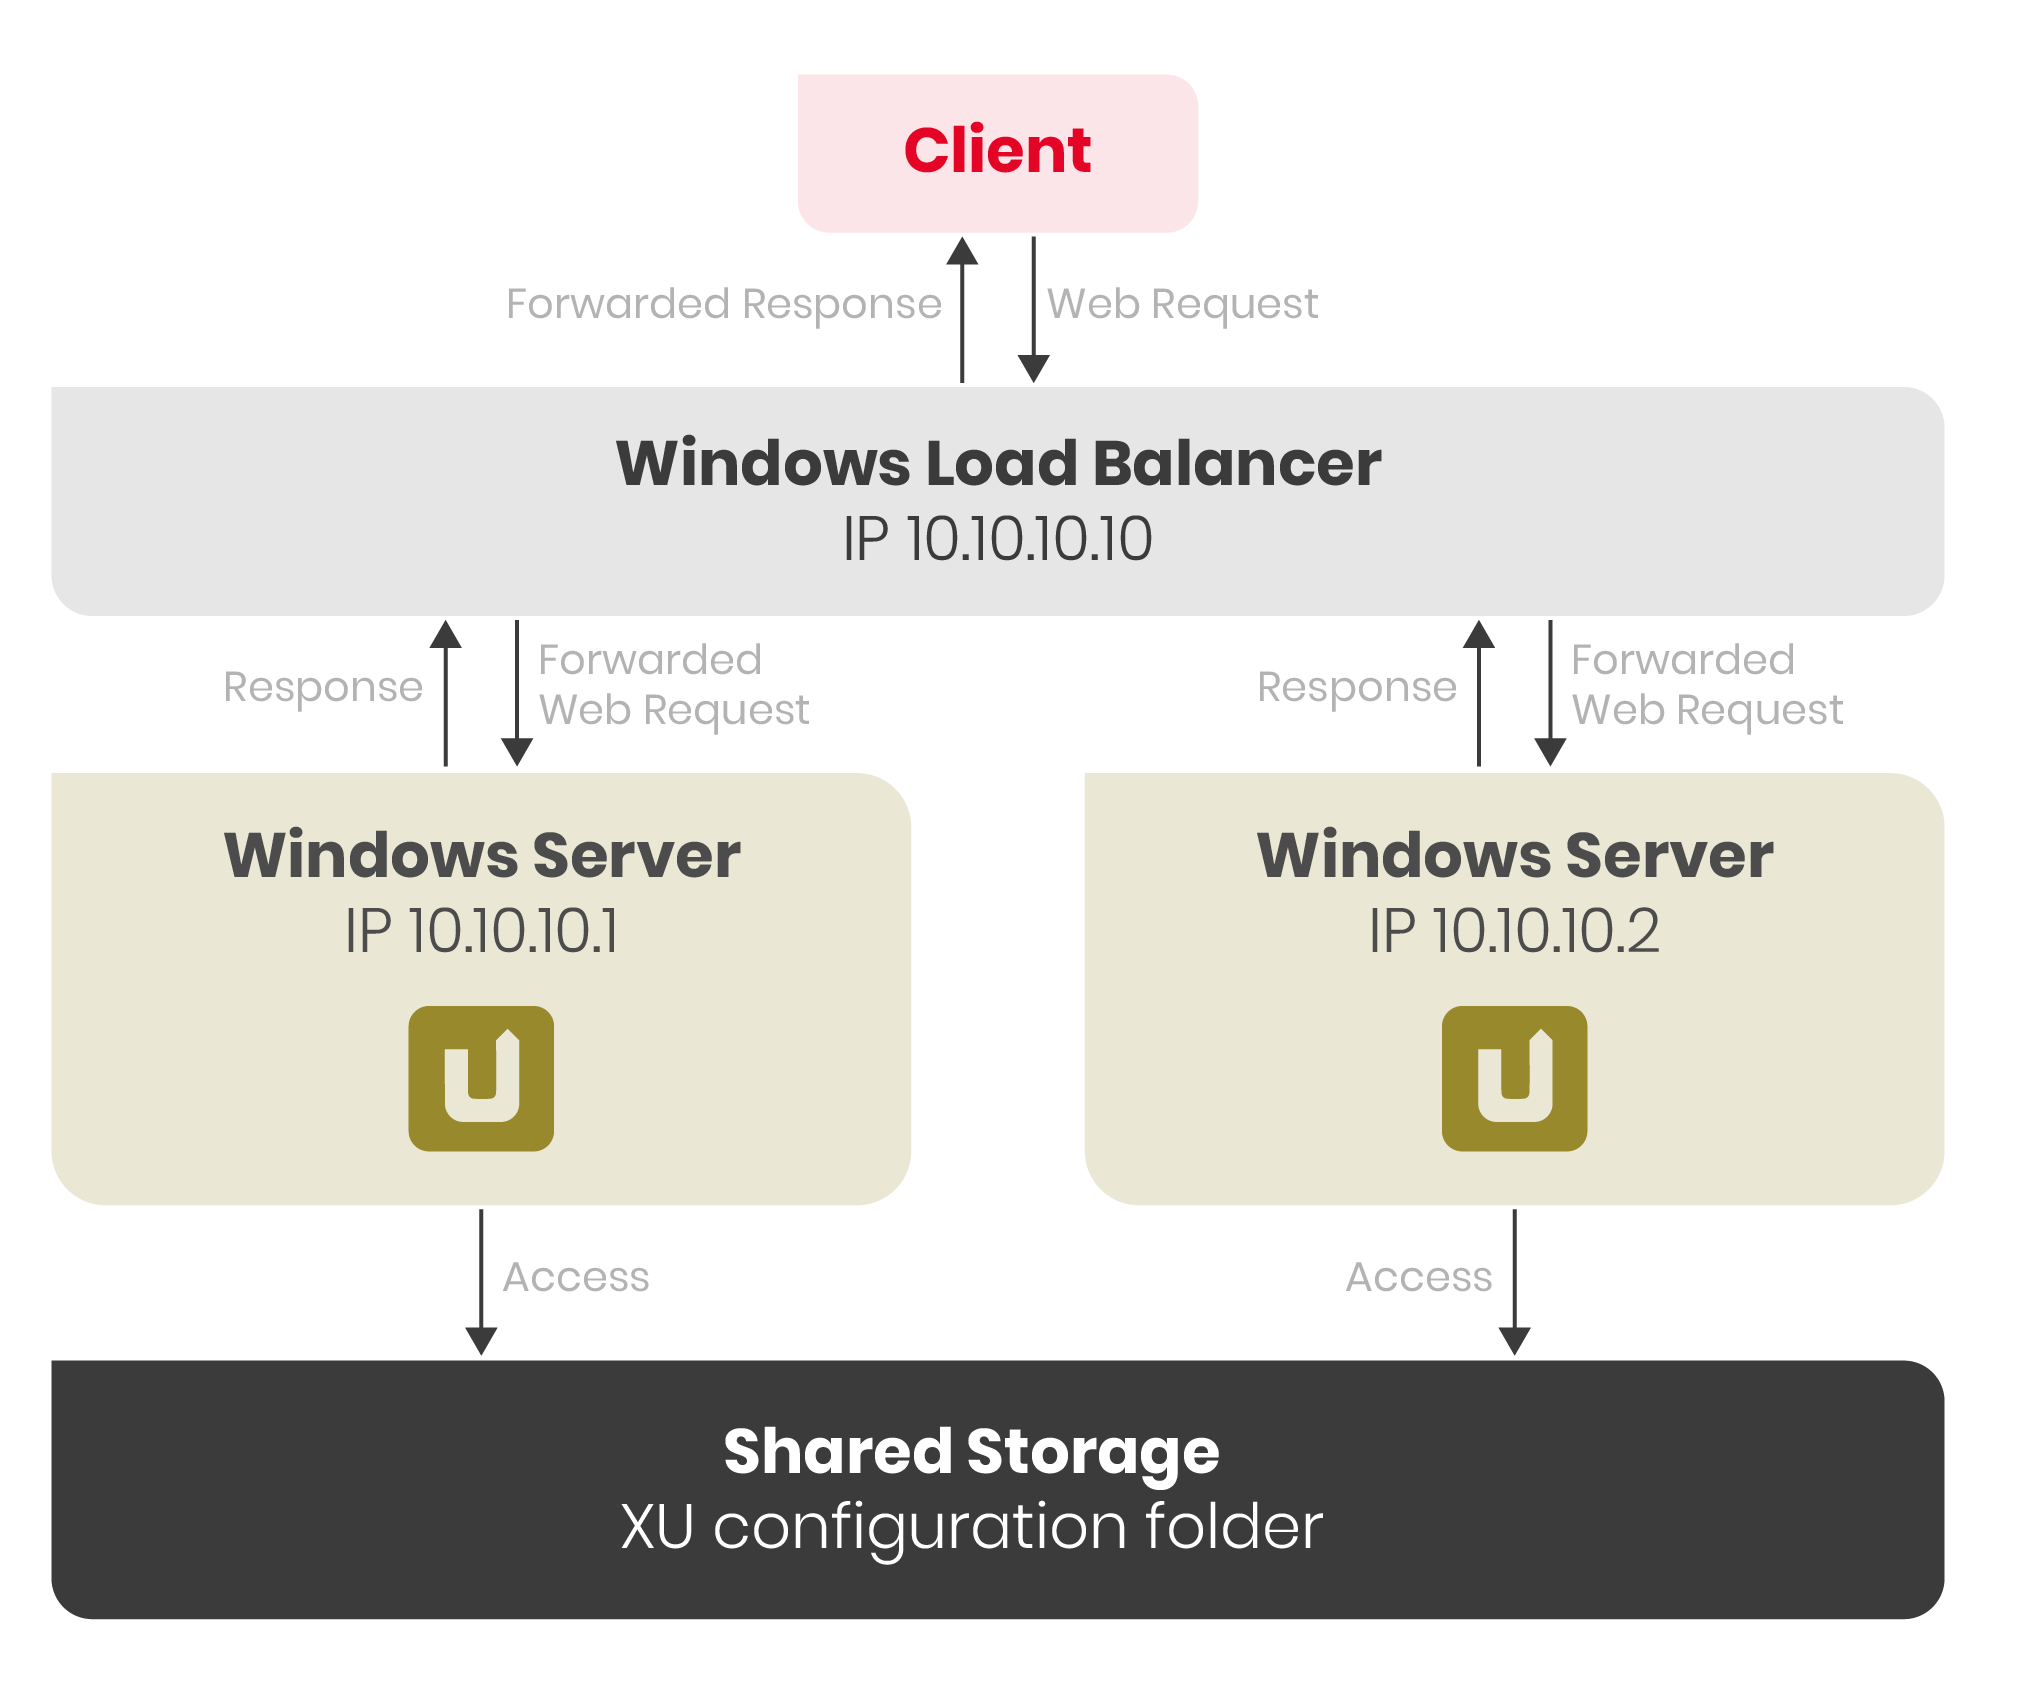 Client
Forwarded Response
Web Request
Windows Load Balancer
IP 10.10.10.10
Response
Forwarded
Web Request
Response
Forwarded
Web Request
Windows Server
IP 10.10.10.1
Windows Server
IP 10.10.10.2
Access
Access
Shared Storage
XU configuration folder